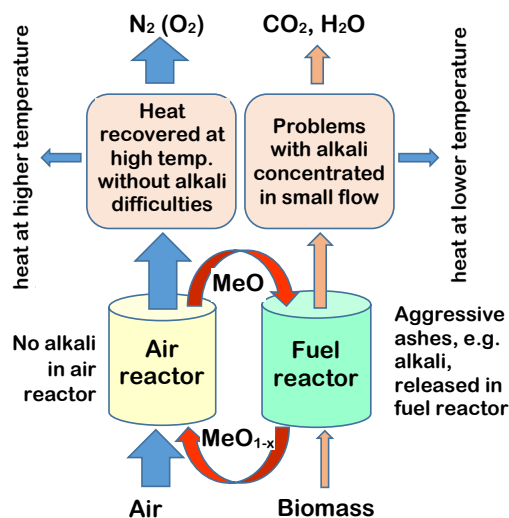 N₂ (O₂)
CO₂, H₂O
heat at higher temperature
Heat
recovered at
high temp.
without alkali
difficulties
Problems
with alkali
concentrated
in small flow
heat at lower temperature
MeO
No alkali
in air
reactor
Air
reactor
Fuel
reactor
Aggressive
ashes, e.g.
alkali,
released in
fuel reactor
MeO₁₋ₓ
Air
Biomass